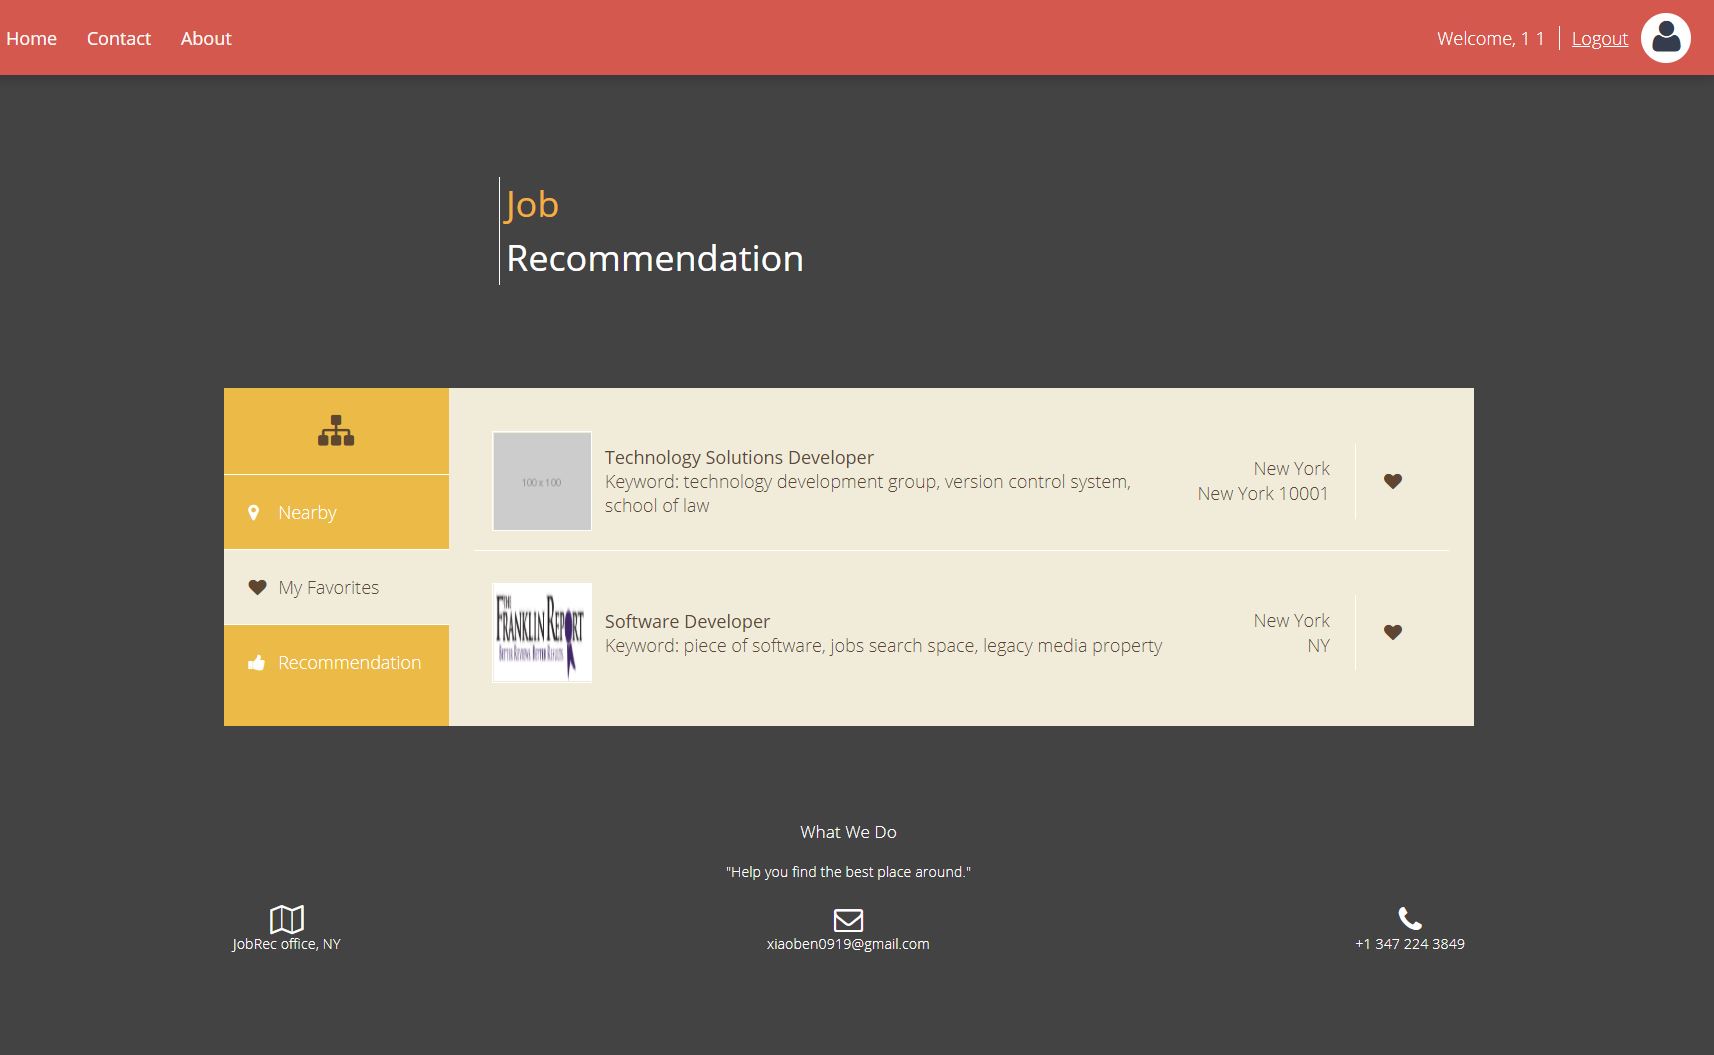 Home Contact About Welcome, 1 1 Logout
Job
Recommendation
Nearby
My Favorites
Recommendation
100 x 100
Technology Solutions Developer
Keyword: technology development group, version control system,
school of law
New York
New York 10001
THE
FRANKLIN REPORT
BETTER REVIEWS, BETTER RESULTS
Software Developer
Keyword: piece of software, jobs search space, legacy media property
New York
NY
What We Do
"Help you find the best place around."
JobRec office, NY
xiaoben0919@gmail.com
+1 347 224 3849